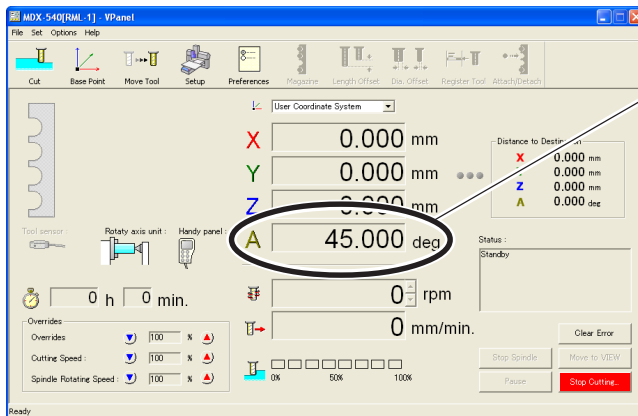 MDX-540[RML-1] - VPanel
File Set Options Help
Cut Base Point Move Tool Setup Preferences Magazine Length Offset Dia. Offset Register Tool Attach/Detach
User Coordinate System
X 0.000 mm
Y 0.000 mm
Z 0.000 mm
A 45.000 deg
Distance to Destination
X 0.000 mm
Y 0.000 mm
Z 0.000 mm
A 0.000 deg
Tool sensor Rotaty axis unit : Handy panel :
Status :
Standby
0 h 0 min.
0 rpm
0 mm/min.
Overrides
Overrides 100 %
Cutting Speed : 100 %
Spindle Rotating Speed : 100 %
0% 50% 100%
Clear Error
Stop Spindle Move to VIEW
Pause Stop Cutting...
Ready